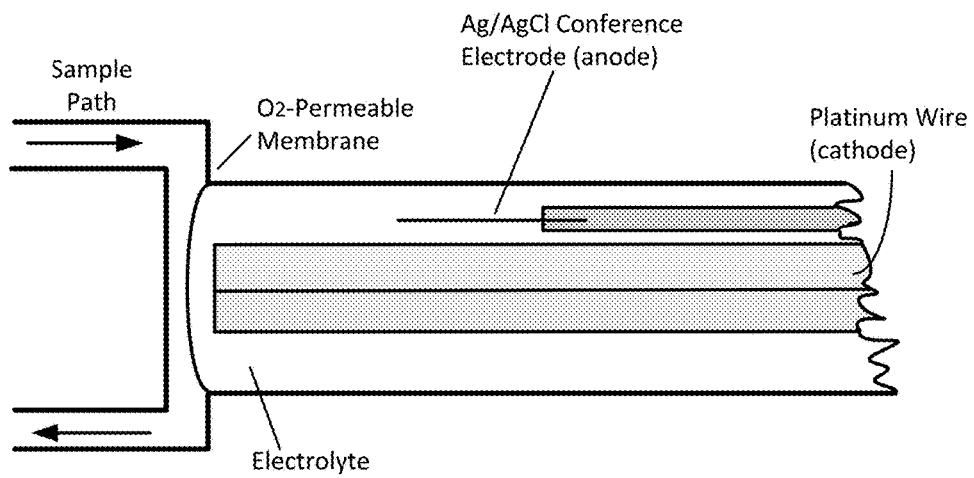 Ag/AgCl Conference
Electrode (anode)
Sample
Path
O2-Permeable
Membrane
Platinum Wire
(cathode)
Electrolyte